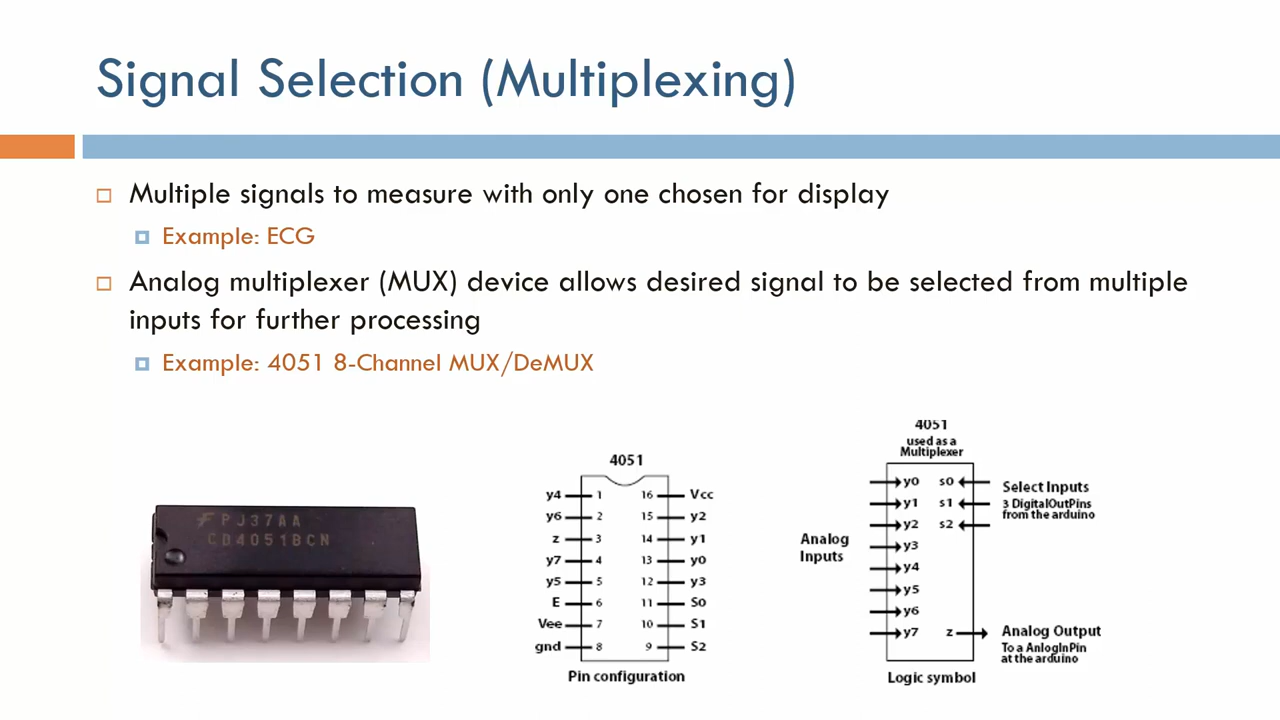 Signal Selection (Multiplexing)
Multiple signals to measure with only one chosen for display
Example: ECG
Analog multiplexer (MUX) device allows desired signal to be selected from multiple
inputs for further processing
Example: 4051 8-Channel MUX/DeMUX
PJ37AA
CD4051BCN
4051
y4 1 16 Vcc
y6 2 15 y2
z 3 14 y1
y7 4 13 y0
y5 5 12 y3
E 6 11 S0
Vee 7 10 S1
gnd 8 9 S2
Pin configuration
4051
used as a
Multiplexer
Analog
Inputs
y0 s0
y1 s1
y2 s2
y3
y4
y5
y6
y7 z
Select Inputs
3 DigitalOutPins
from the arduino
Analog Output
To a AnlogInPin
at the arduino
Logic symbol